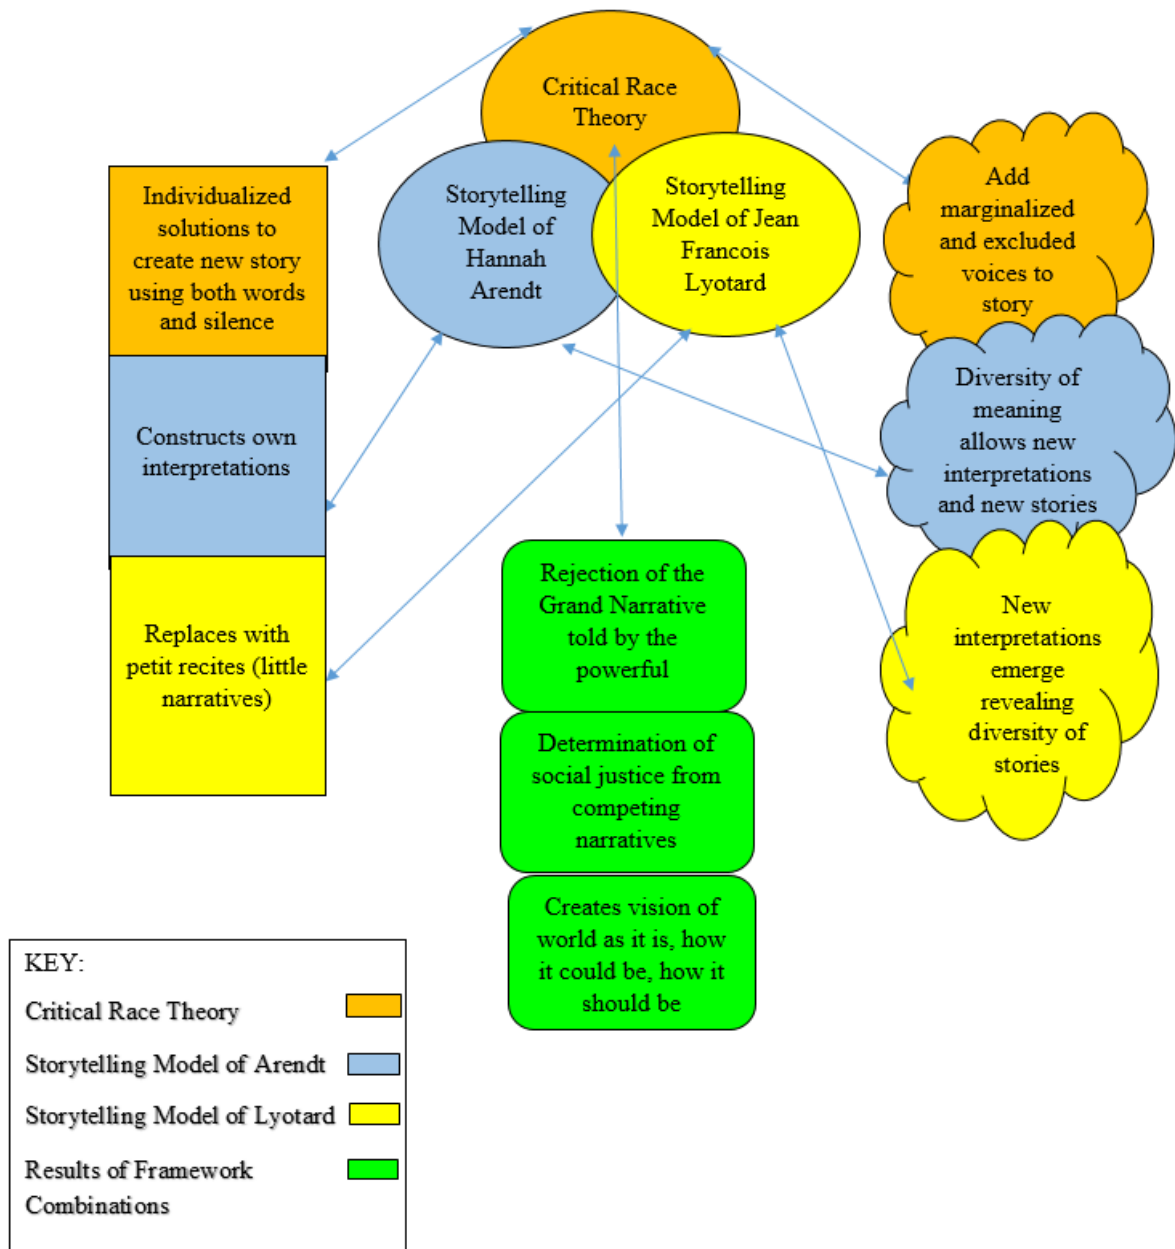 Critical Race
Theory
Storytelling
Model of
Hannah
Arendt
Storytelling
Model of Jean
Francois
Lyotard
Individualized
solutions to
create new story
using both words
and silence
Constructs own
interpretations
Replaces with
petit recites (little
narratives)
Add
marginalized
and excluded
voices to
story
Diversity of
meaning
allows new
interpretations
and new stories
New
interpretations
emerge
revealing
diversity of
stories
Rejection of the
Grand Narrative
told by the
powerful
Determination of
social justice from
competing
narratives
Creates vision of
world as it is, how
it could be, how it
should be
KEY:
Critical Race Theory
Storytelling Model of Arendt
Storytelling Model of Lyotard
Results of Framework
Combinations